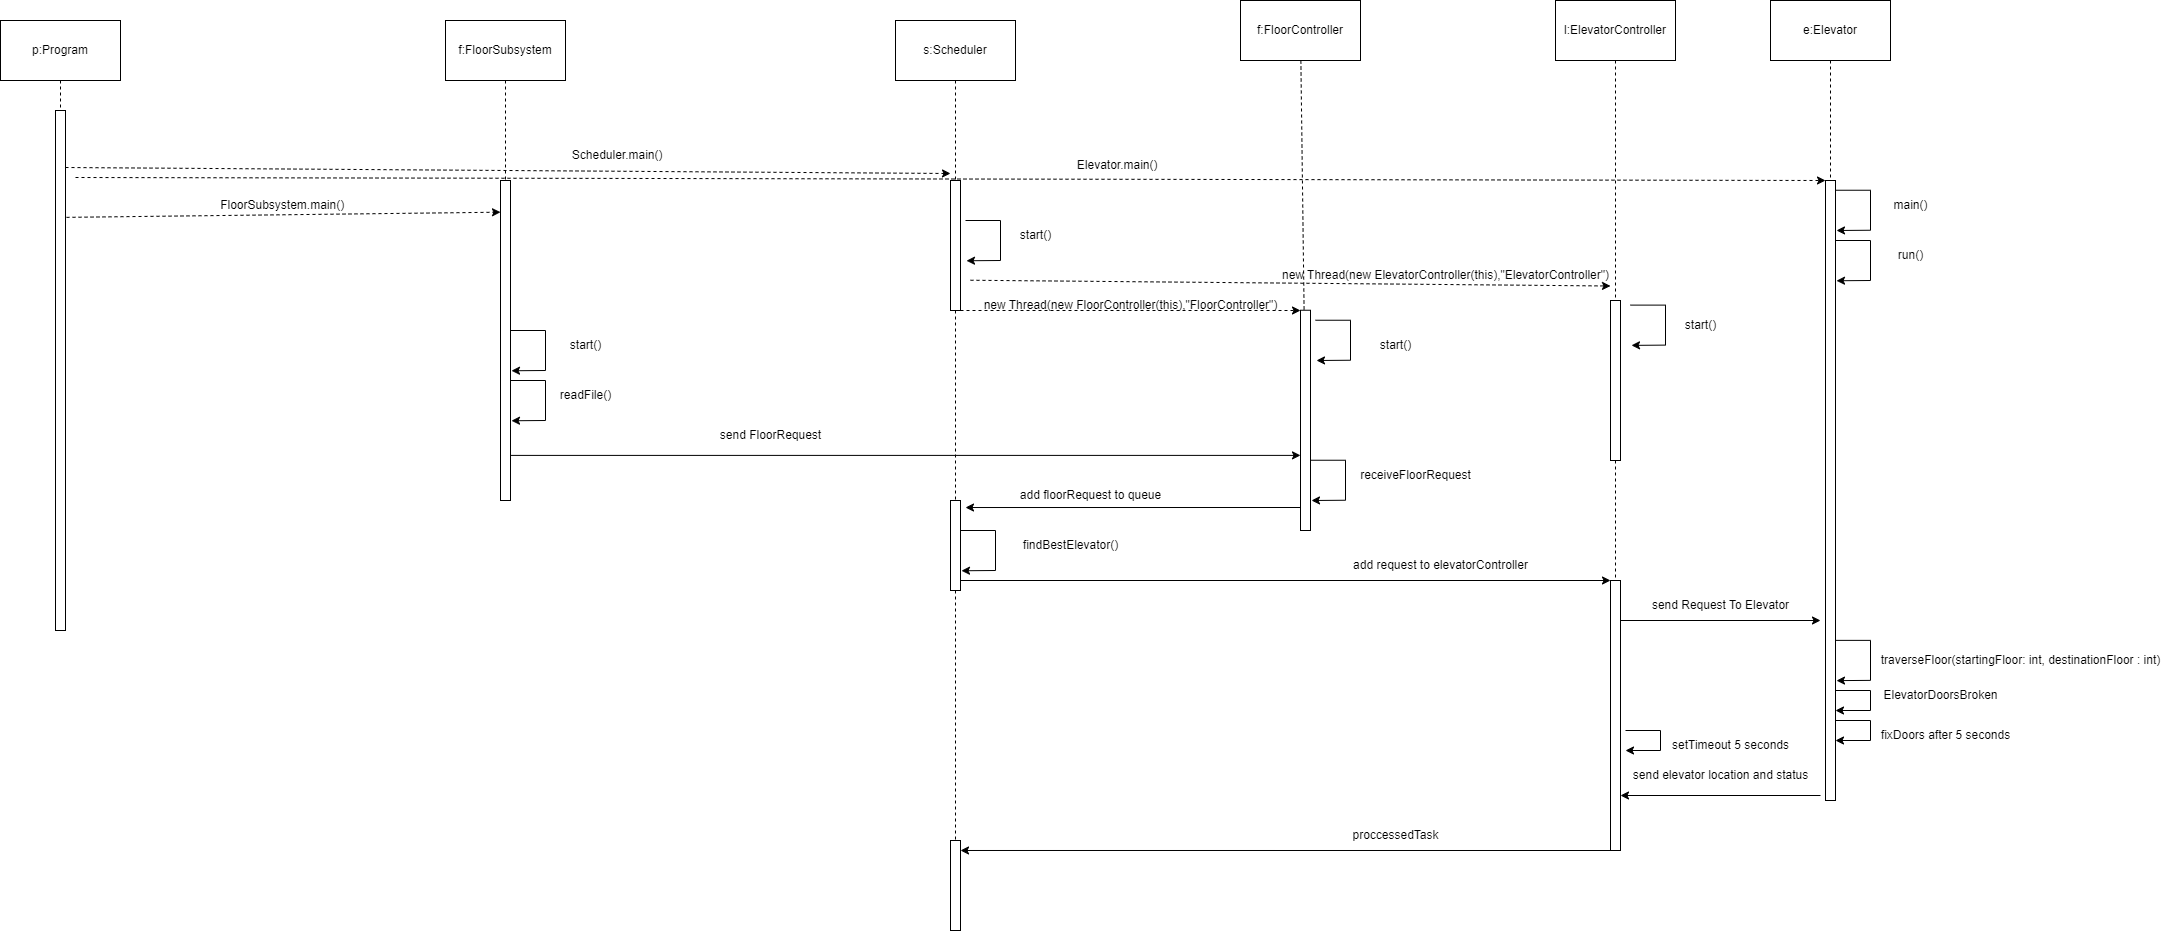 p:Program
f:FloorSubsystem
s:Scheduler
f:FloorController
l:ElevatorController
e:Elevator
Scheduler.main()
Elevator.main()
FloorSubsystem.main()
main()
start()
run()
new Thread(new ElevatorController(this),"ElevatorController")
new Thread(new FloorController(this),"FloorController")
start()
start()
start()
readFile()
send FloorRequest
receiveFloorRequest
add floorRequest to queue
findBestElevator()
add request to elevatorController
send Request To Elevator
traverseFloor(startingFloor: int, destinationFloor : int)
ElevatorDoorsBroken
fixDoors after 5 seconds
setTimeout 5 seconds
send elevator location and status
proccessedTask